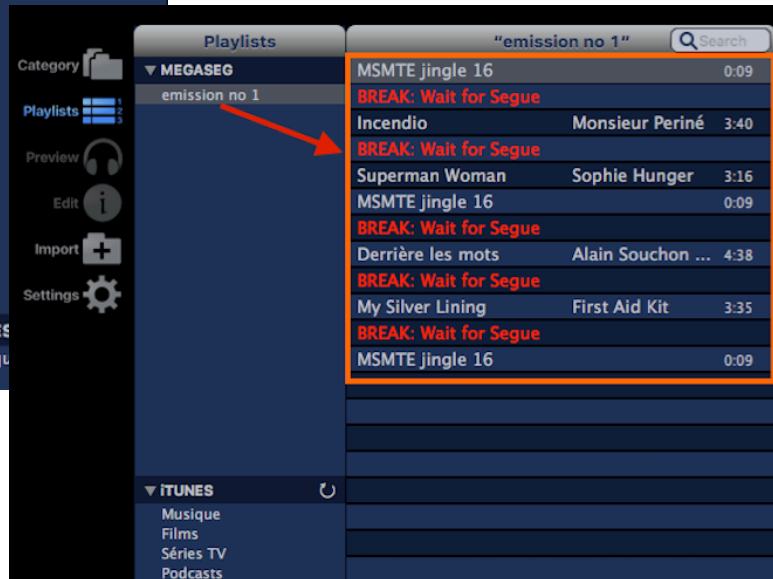 Category
Playlists
1
2
3
Preview
Edit
i
Import
Settings
Playlists
▼ MEGASEG
emission no 1
▼ iTUNES
Musique
Films
Séries TV
Podcasts
"emission no 1"
Search
MSMTE jingle 16 0:09
BREAK: Wait for Segue
Incendio Monsieur Periné 3:40
BREAK: Wait for Segue
Superman Woman Sophie Hunger 3:16
MSMTE jingle 16 0:09
BREAK: Wait for Segue
Derrière les mots Alain Souchon ... 4:38
BREAK: Wait for Segue
My Silver Lining First Aid Kit 3:35
BREAK: Wait for Segue
MSMTE jingle 16 0:09